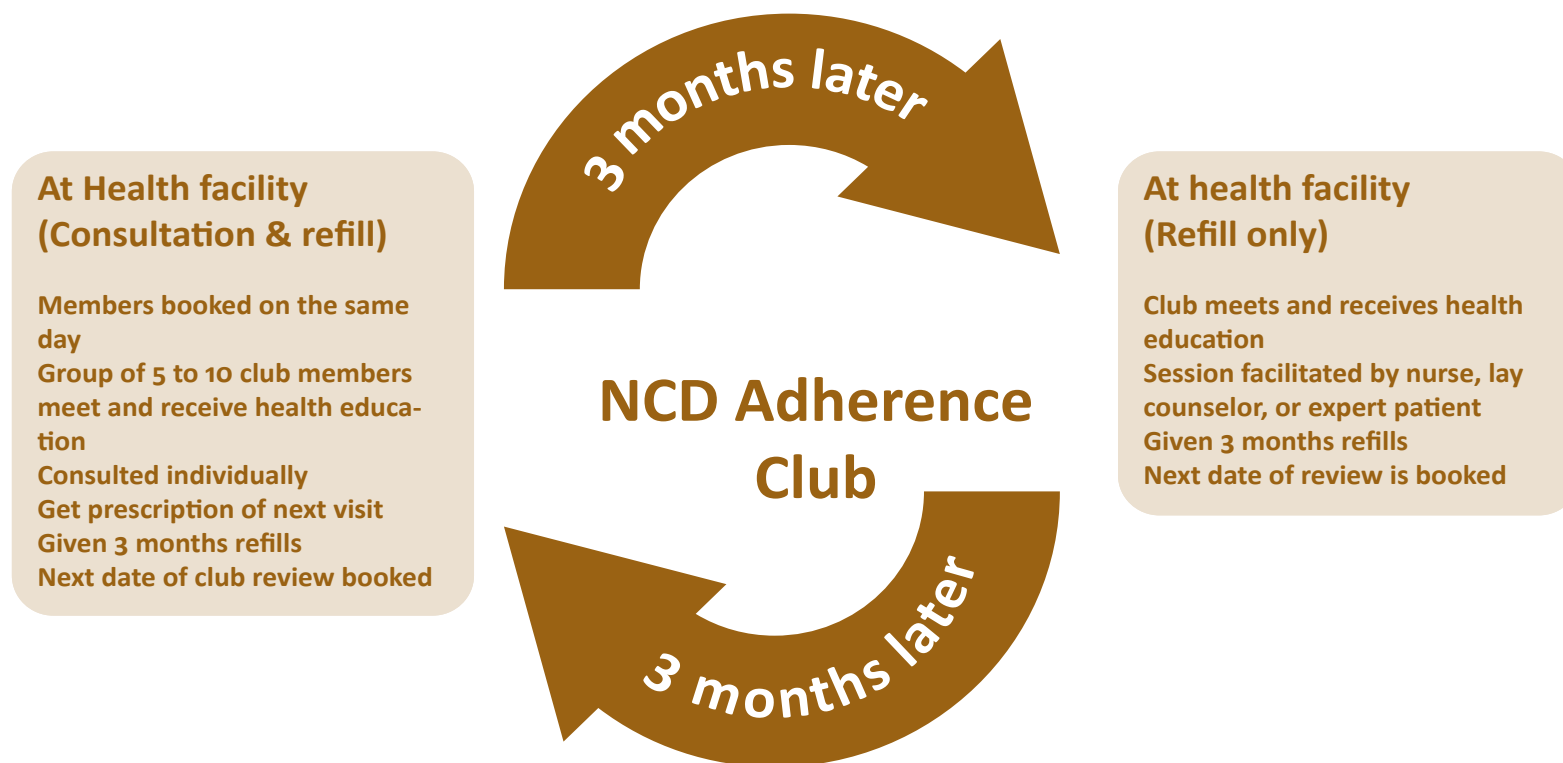 3 months later
At Health facility
(Consultation & refill)
Members booked on the same
day
Group of 5 to 10 club members
meet and receive health educa-
tion
Consulted individually
Get prescription of next visit
Given 3 months refills
Next date of club review booked
NCD Adherence
Club
At health facility
(Refill only)
Club meets and receives health
education
Session facilitated by nurse, lay
counselor, or expert patient
Given 3 months refills
Next date of review is booked
3 months later